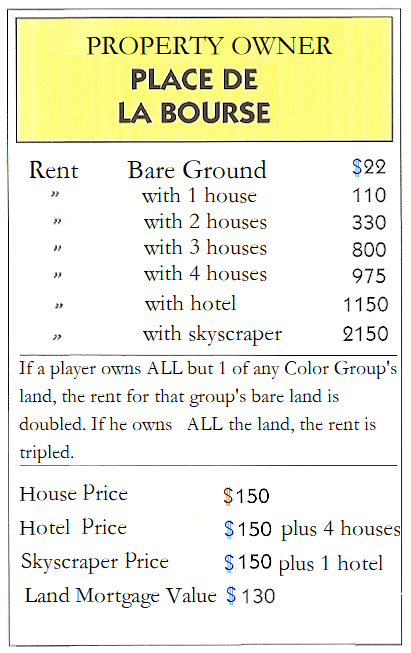 PROPERTY OWNER
PLACE DE
LA BOURSE
Rent Bare Ground $22
" with 1 house 110
" with 2 houses 330
" with 3 houses 800
" with 4 houses 975
" with hotel 1150
" with skyscraper 2150
If a player owns ALL but 1 of any Color Group's
land, the rent for that group's bare land is
doubled. If he owns ALL the land, the rent is
tripled.
House Price $150
Hotel Price $150 plus 4 houses
Skyscraper Price $150 plus 1 hotel
Land Mortgage Value $130